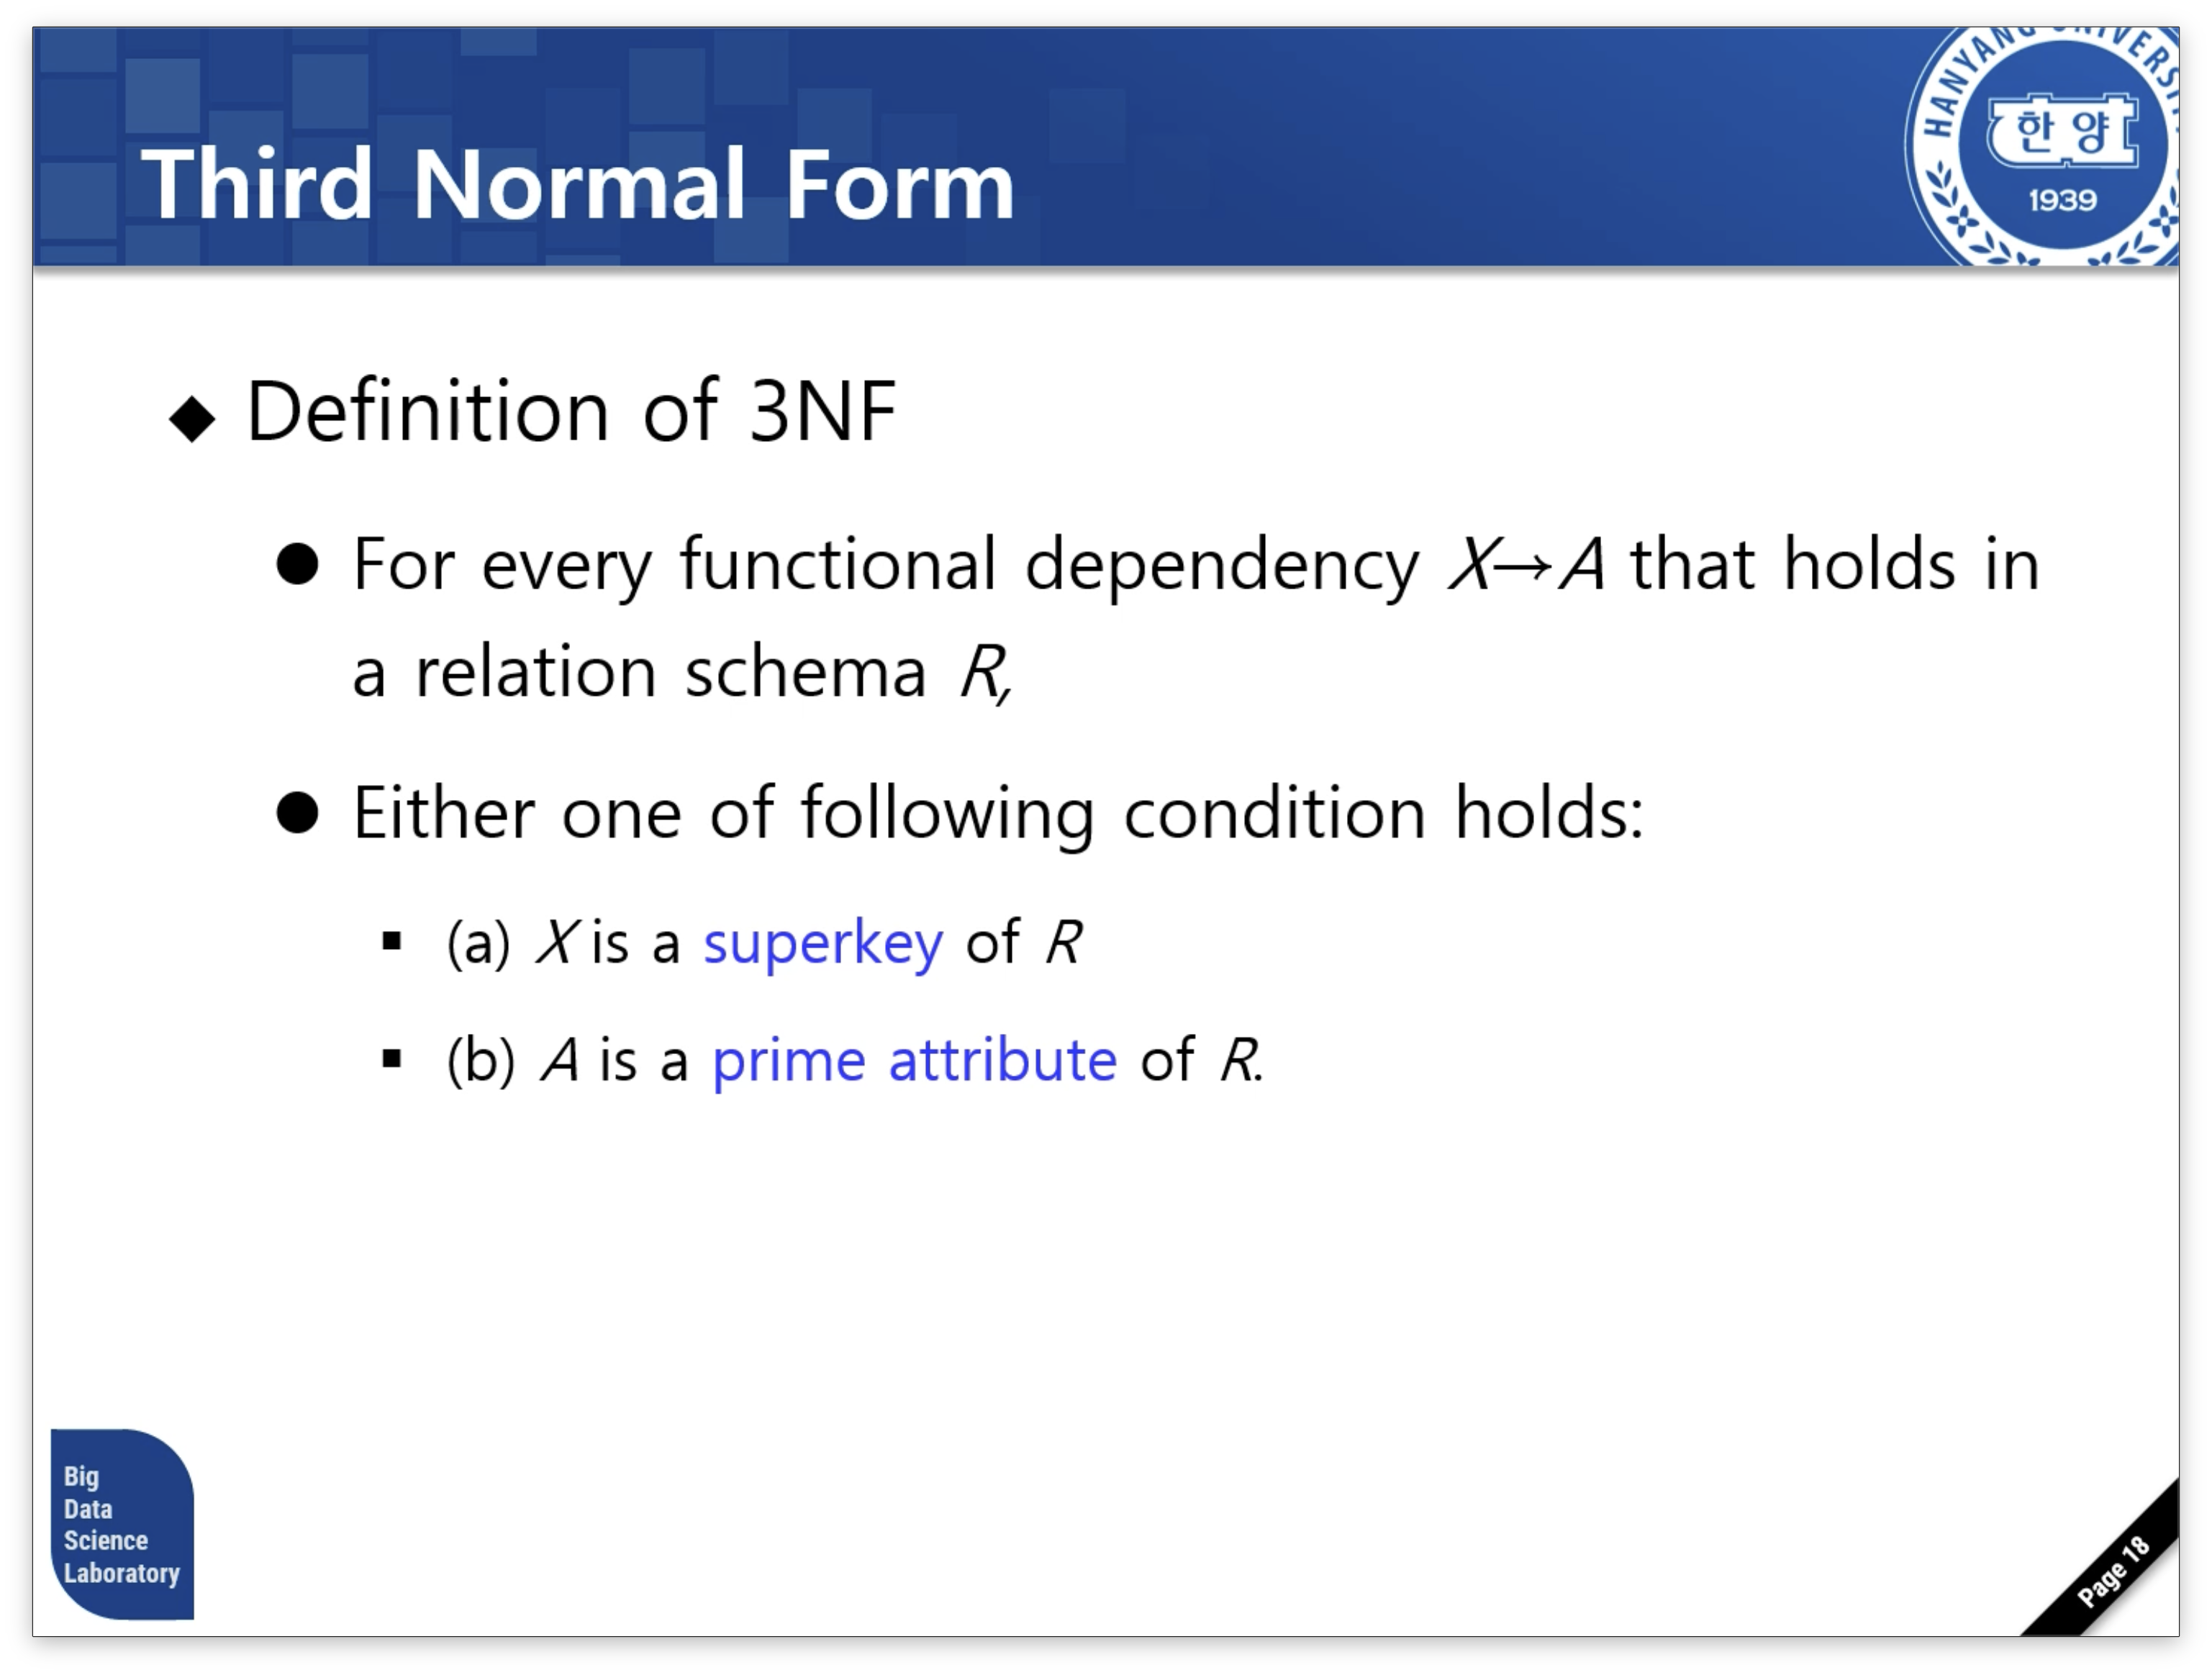 Third Normal Form
HANYANG UNIVERSI
한양
1939
◆ Definition of 3NF
● For every functional dependency X→A that holds in
a relation schema R,
● Either one of following condition holds:
▪ (a) X is a superkey of R
▪ (b) A is a prime attribute of R.
Big
Data
Science
Laboratory
Page 18